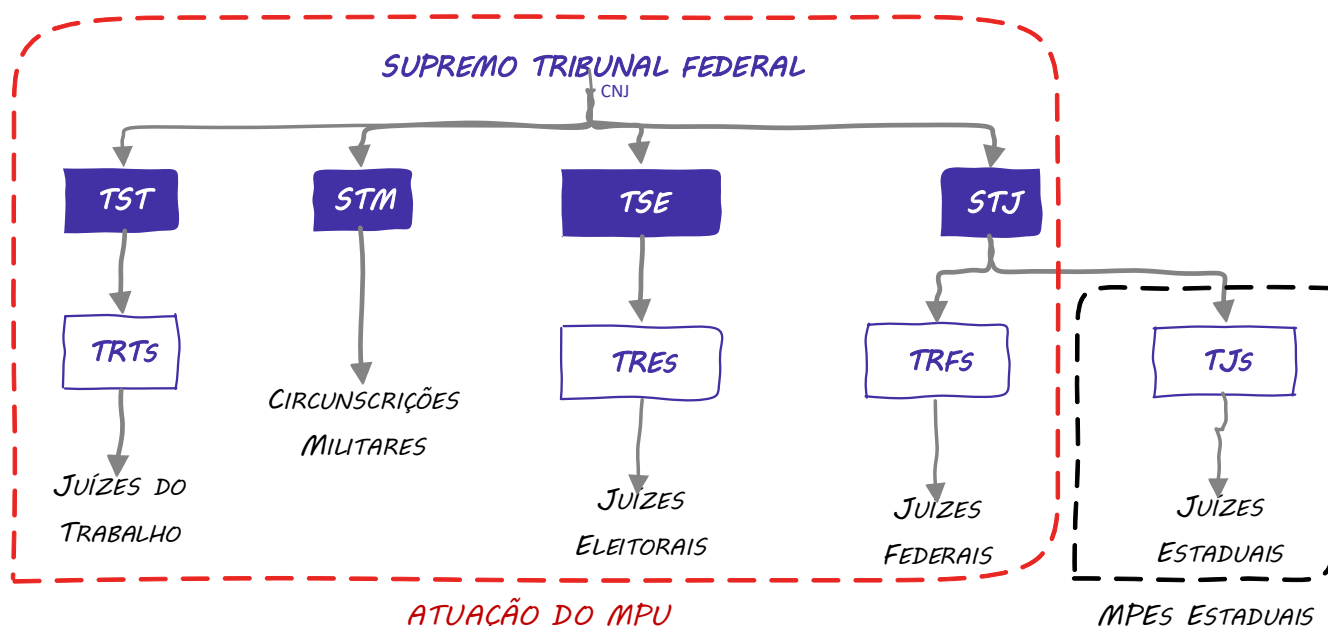 SUPREMO TRIBUNAL FEDERAL
CNJ
TST
STM
TSE
STJ
TRTS
TRES
TRFS
TJS
CIRCUNSCRIÇÕES
MILITARES
JUÍZES DO
TRABALHO
JUÍZES
ELEITORAIS
JUÍZES
FEDERAIS
JUÍZES
ESTADUAIS
ATUAÇÃO DO MPU
MPES ESTADUAIS